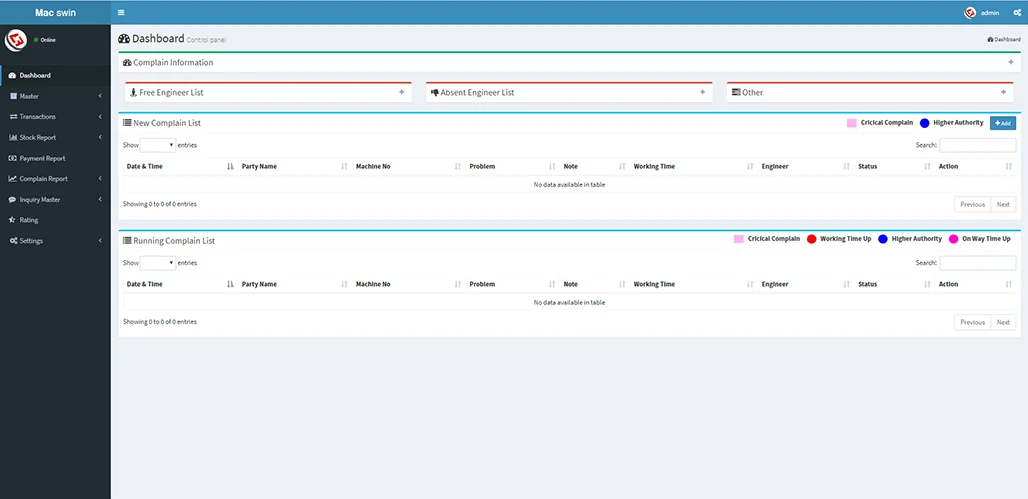 Mac swin
admin
Online
Dashboard Control panel
Dashboard
Complain Information
Dashboard
Master
Transactions
Stock Report
Payment Report
Complain Report
Inquiry Master
Rating
Settings
Free Engineer List
Absent Engineer List
Other
New Complain List
Cricical Complain
Higher Authority
Add
Show entries
Search:
Date & Time Party Name Machine No Problem Note Working Time Engineer Status Action
No data available in table
Showing 0 to 0 of 0 entries
Previous Next
Running Complain List
Cricical Complain
Working Time Up
Higher Authority
On Way Time Up
Show entries
Search:
Date & Time Party Name Machine No Problem Note Working Time Engineer Status Action
No data available in table
Showing 0 to 0 of 0 entries
Previous Next